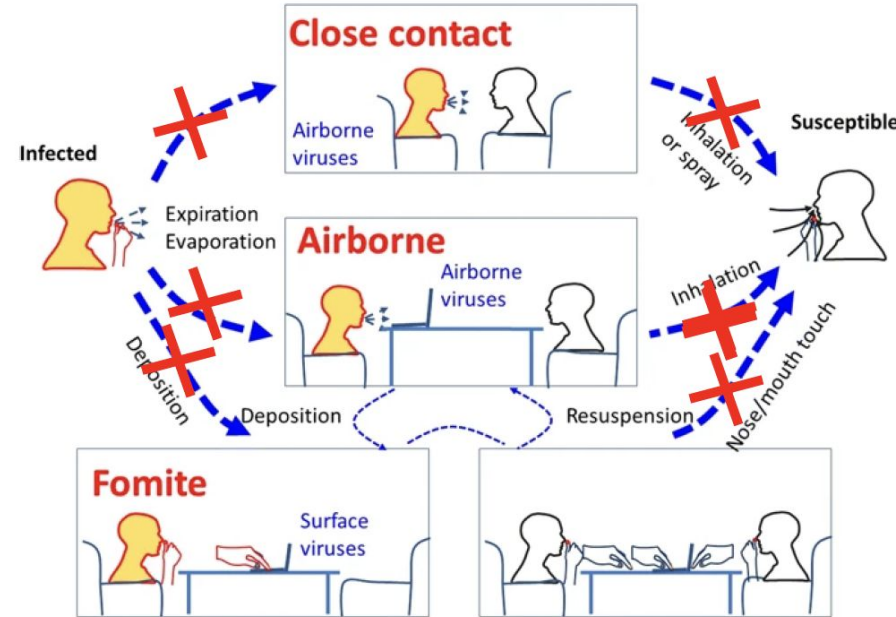 Close contact
Airborne
viruses
Inhalation
or spray
Susceptible
Infected
Expiration
Evaporation
Airborne
Airborne
viruses
Inhalation
Deposition
Deposition
Resuspension
Nose/mouth touch
Fomite
Surface
viruses